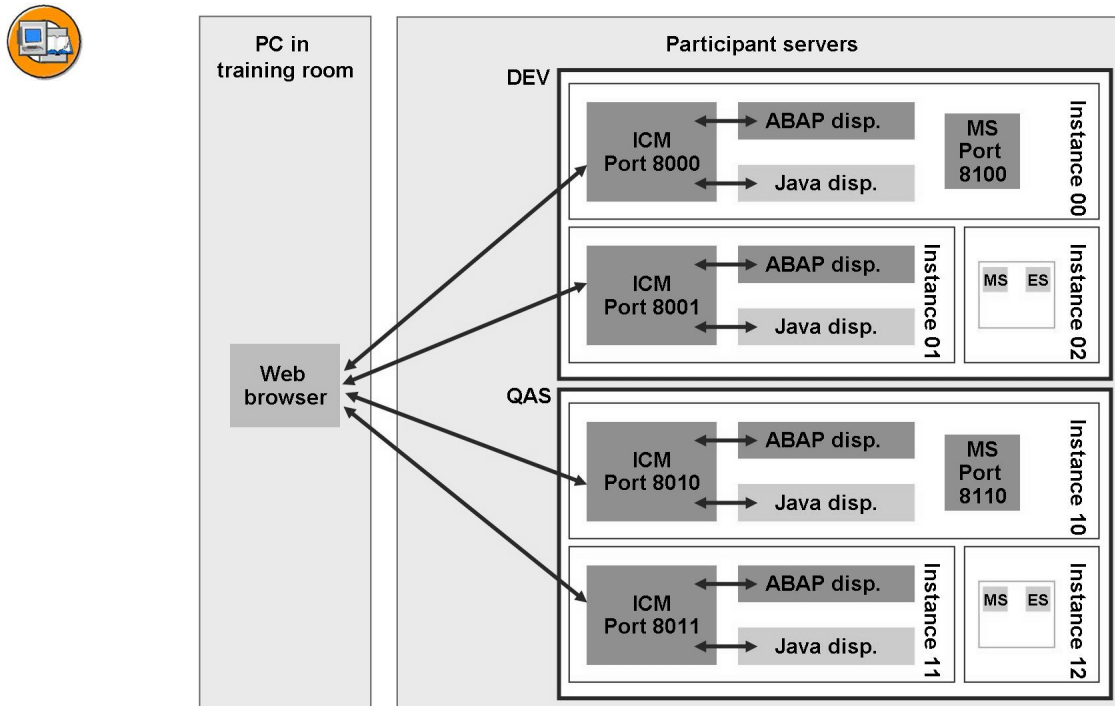 PC in
training room
Participant servers
Web
browser
DEV
ICM
Port 8000
ABAP disp.
Java disp.
MS
Port
8100
Instance 00
ICM
Port 8001
ABAP disp.
Java disp.
Instance 01
MS
ES
Instance 02
QAS
ICM
Port 8010
ABAP disp.
Java disp.
MS
Port
8110
Instance 10
ICM
Port 8011
ABAP disp.
Java disp.
Instance 11
MS
ES
Instance 12